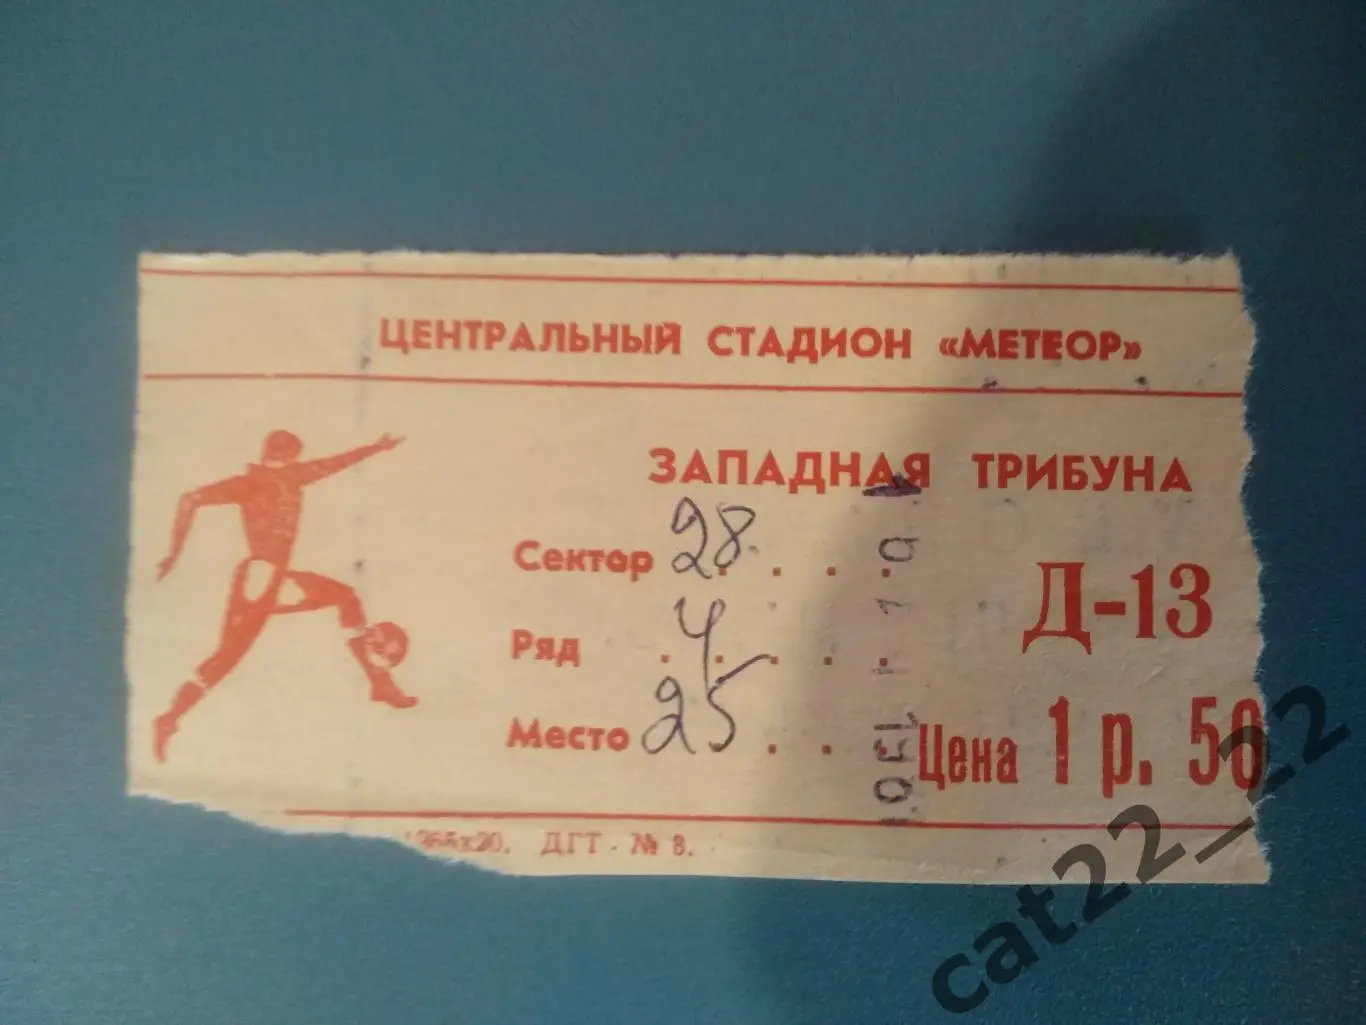 ЦЕНТРАЛЬНЫЙ СТАДИОН «МЕТЕОР»
ЗАПАДНАЯ ТРИБУНА
Сектор 28.
Ряд 4
Место 25
Д-13
Цена 1 р. 50
ДГТ № 8.
cat22_22